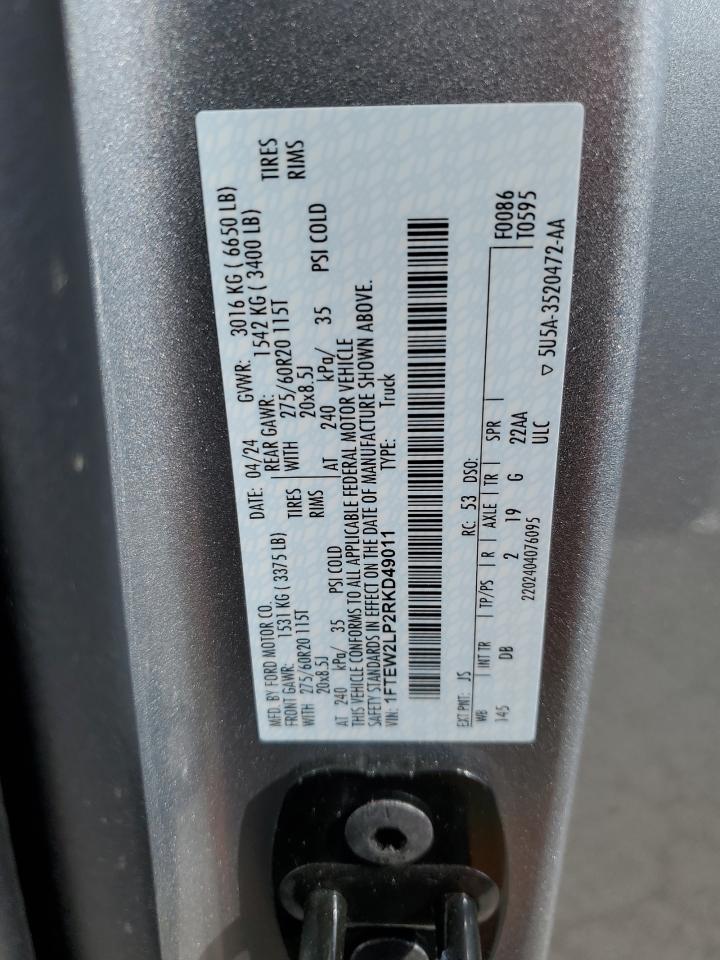 MFD. BY FORD MOTOR CO. DATE: 04/24 GVWR: 3016 KG ( 6650 LB)
FRONT GAWR: 1531 KG ( 3375 LB) REAR GAWR: 1542 KG ( 3400 LB)
WITH 275/60R20 115T TIRES WITH 275/60R20 115T TIRES
20x8.5J RIMS 20x8.5J RIMS
AT 240 kPa/ 35 PSI COLD AT 240 kPa/ 35 PSI COLD
THIS VEHICLE CONFORMS TO ALL APPLICABLE FEDERAL MOTOR VEHICLE
SAFETY STANDARDS IN EFFECT ON THE DATE OF MANUFACTURE SHOWN ABOVE.
VIN: 1FTEW2LP2RKD49011 TYPE: Truck
EXT PNT: JS RC: 53 DSO: F0086
WB INT TR TP/PS R AXLE TR SPR T0595
145 DB 2 19 G 22AA
2202404076095 ULC ▽ 5U5A-3520472-AA